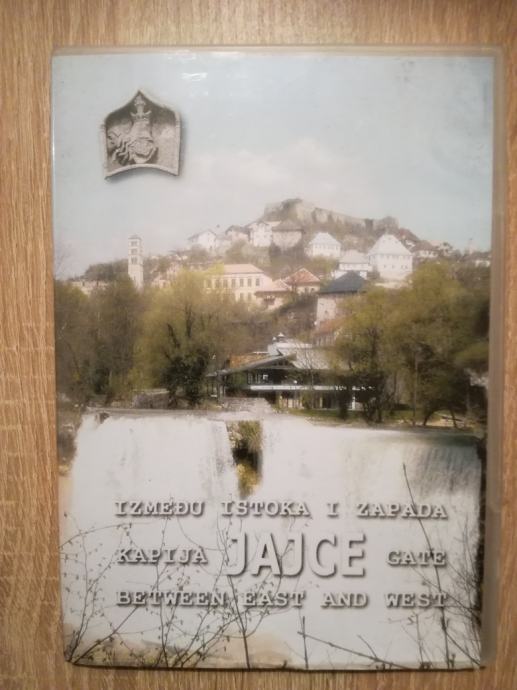 IZMEĐU ISTOKA I ZAPADA
KAPIJA JAJCE GATE
BETWEEN EAST AND WEST